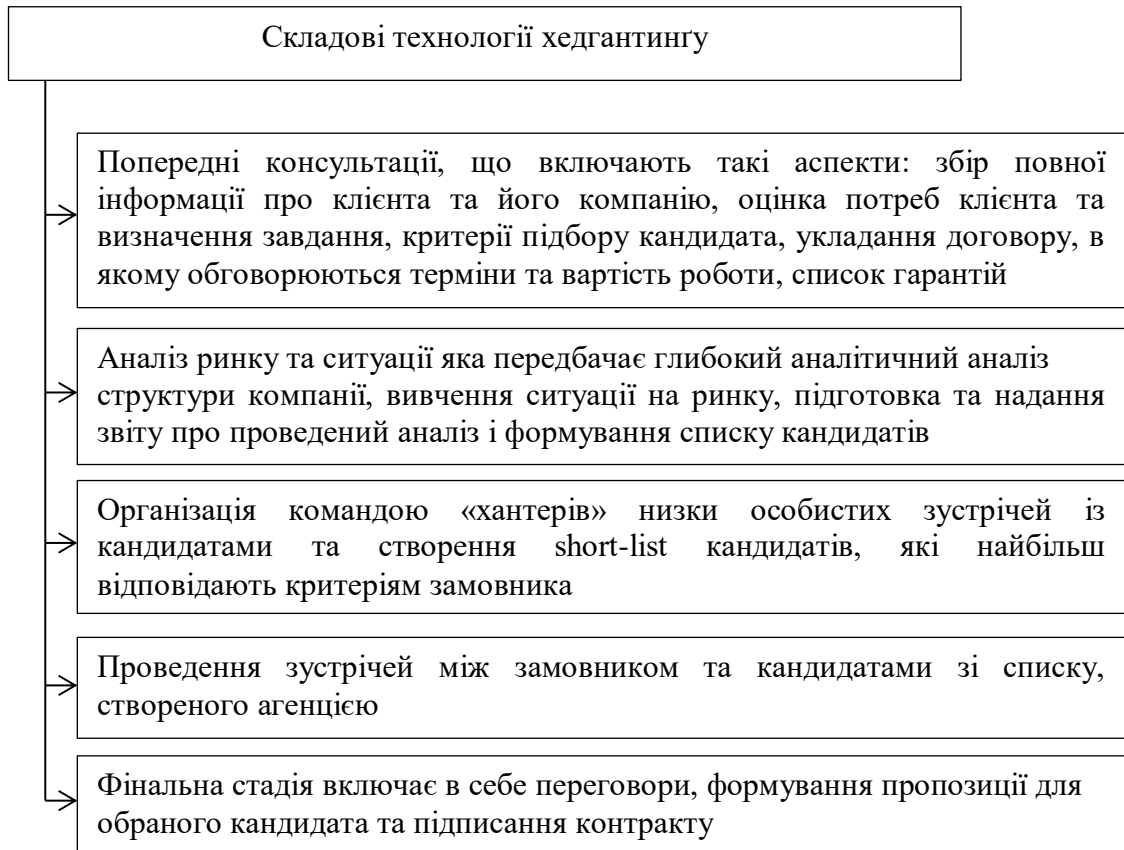 Складові технології хедгантинґу
Попередні консультації, що включають такі аспекти: збір повної
інформації про клієнта та його компанію, оцінка потреб клієнта та
визначення завдання, критерії підбору кандидата, укладання договору, в
якому обговорюються терміни та вартість роботи, список гарантій
Аналіз ринку та ситуації яка передбачає глибокий аналітичний аналіз
структури компанії, вивчення ситуації на ринку, підготовка та надання
звіту про проведений аналіз і формування списку кандидатів
Організація командою «хантерів» низки особистих зустрічей із
кандидатами та створення short-list кандидатів, які найбільш
відповідають критеріям замовника
Проведення зустрічей між замовником та кандидатами зі списку,
створеного агенцією
Фінальна стадія включає в себе переговори, формування пропозиції для
обраного кандидата та підписання контракту